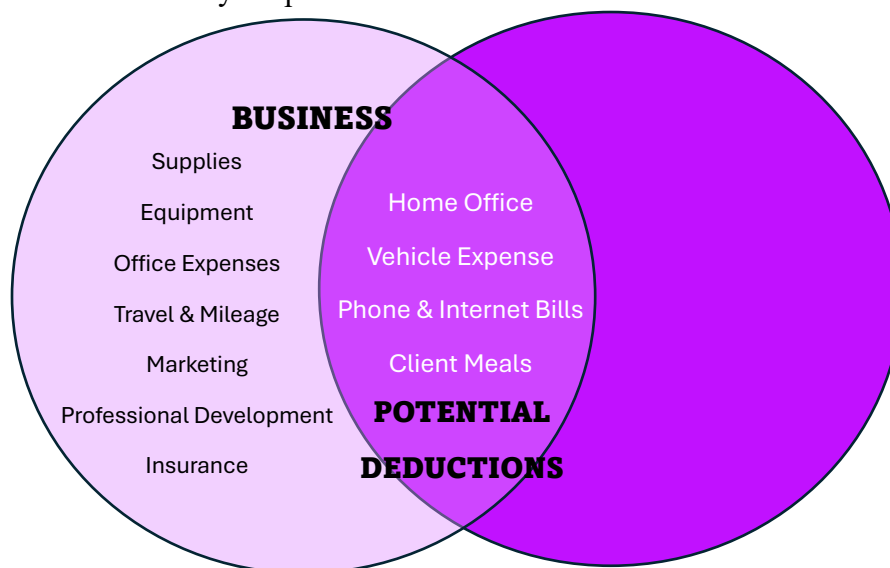 BUSINESS
Supplies
Equipment
Office Expenses
Travel & Mileage
Marketing
Professional Development
Insurance
Home Office
Vehicle Expense
Phone & Internet Bills
Client Meals
POTENTIAL
DEDUCTIONS